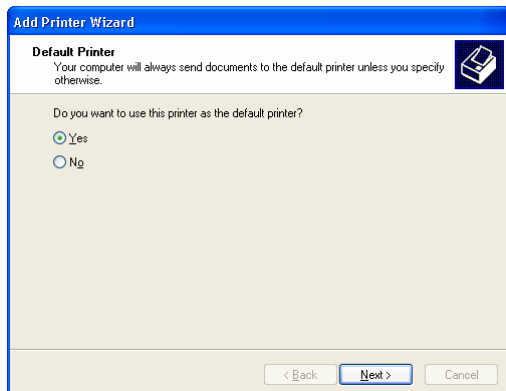 Add Printer Wizard
Default Printer
Your computer will always send documents to the default printer unless you specify
otherwise.
Do you want to use this printer as the default printer?
Yes
No
< Back
Next >
Cancel